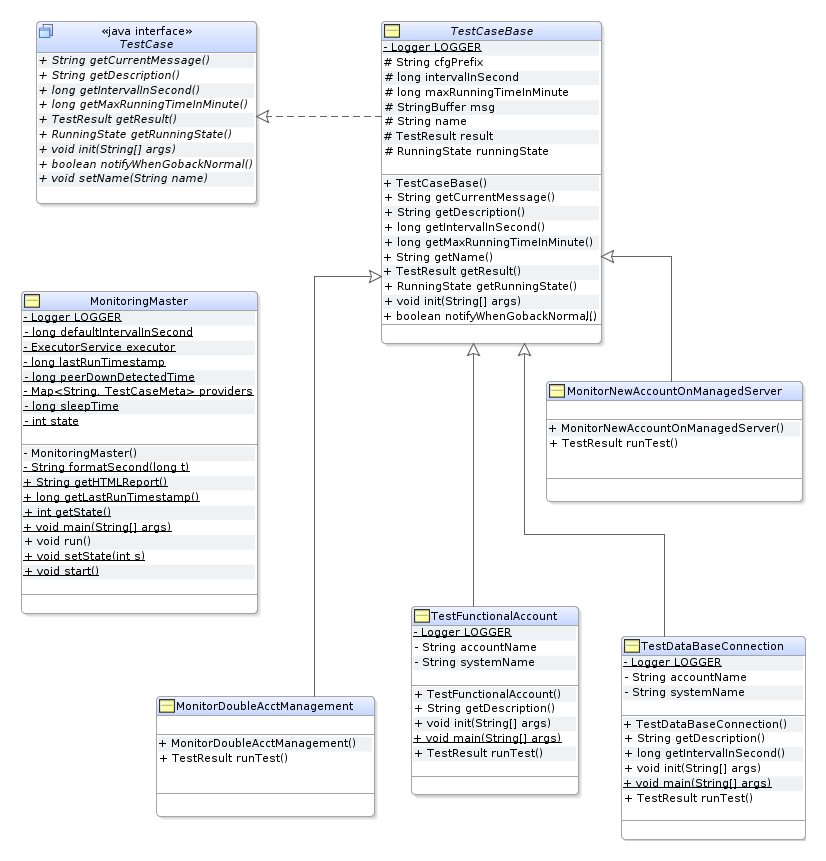 «java interface»
TestCase
+ String getCurrentMessage()
+ String getDescription()
+ long getIntervalInSecond()
+ long getMaxRunningTimeInMinute()
+ TestResult getResult()
+ RunningState getRunningState()
+ void init(String[] args)
+ boolean notifyWhenGobackNormal()
+ void setName(String name)
TestCaseBase
- Logger LOGGER
# String cfgPrefix
# long intervalInSecond
# long maxRunningTimeInMinute
# StringBuffer msg
# String name
# TestResult result
# RunningState runningState
+ TestCaseBase()
+ String getCurrentMessage()
+ String getDescription()
+ long getIntervalInSecond()
+ long getMaxRunningTimeInMinute()
+ String getName()
+ TestResult getResult()
+ RunningState getRunningState()
+ void init(String[] args)
+ boolean notifyWhenGobackNormal()
MonitoringMaster
- Logger LOGGER
- long defaultIntervalInSecond
- ExecutorService executor
- long lastRunTimestamp
- long peerDownDetectedTime
- Map<String, TestCaseMeta> providers
- long sleepTime
- int state
- MonitoringMaster()
- String formatSecond(long t)
+ String getHTMLReport()
+ long getLastRunTimestamp()
+ int getState()
+ void main(String[] args)
+ void run()
+ void setState(int s)
+ void start()
MonitorNewAccountOnManagedServer
+ MonitorNewAccountOnManagedServer()
+ TestResult runTest()
TestFunctionalAccount
- Logger LOGGER
- String accountName
- String systemName
+ TestFunctionalAccount()
+ String getDescription()
+ void init(String[] args)
+ void main(String[] args)
+ TestResult runTest()
TestDataBaseConnection
- Logger LOGGER
- String accountName
- String systemName
+ TestDataBaseConnection()
+ String getDescription()
+ long getIntervalInSecond()
+ void init(String[] args)
+ void main(String[] args)
+ TestResult runTest()
MonitorDoubleAcctManagement
+ MonitorDoubleAcctManagement()
+ TestResult runTest()